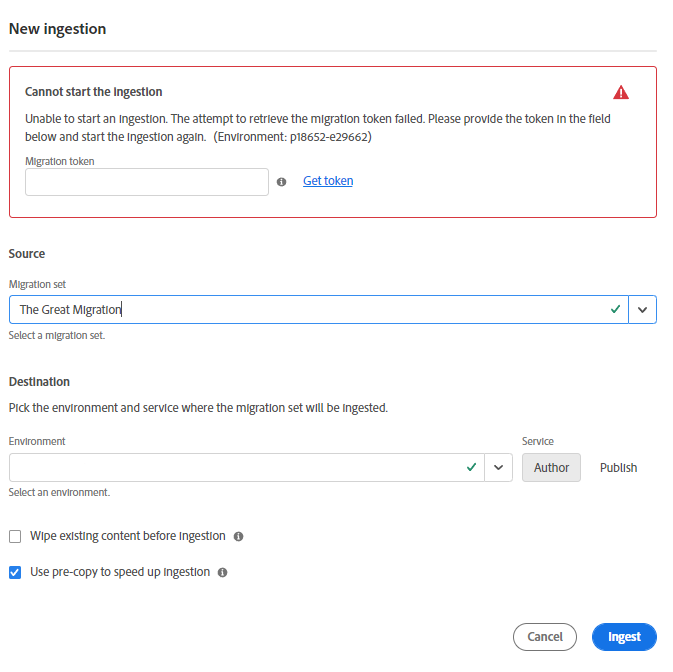 New ingestion
Cannot start the ingestion
Unable to start an ingestion. The attempt to retrieve the migration token failed. Please provide the token in the field
below and start the ingestion again. (Environment: p18652-e29662)
Migration token
Get token
Source
Migration set
The Great Migration
Select a migration set.
Destination
Pick the environment and service where the migration set will be ingested.
Environment
Service
Author
Publish
Select an environment.
Wipe existing content before ingestion
Use pre-copy to speed up ingestion
Cancel
Ingest